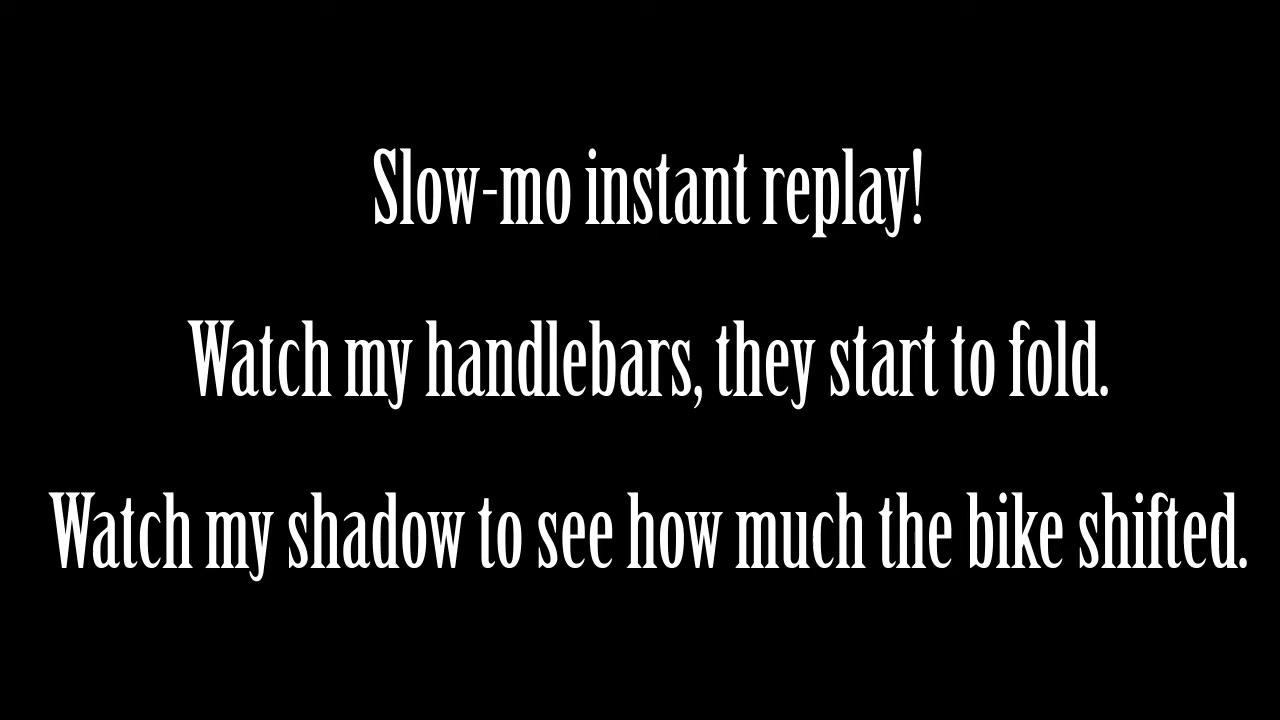 Slow-mo instant replay!
Watch my handlebars, they start to fold.
Watch my shadow to see how much the bike shifted.